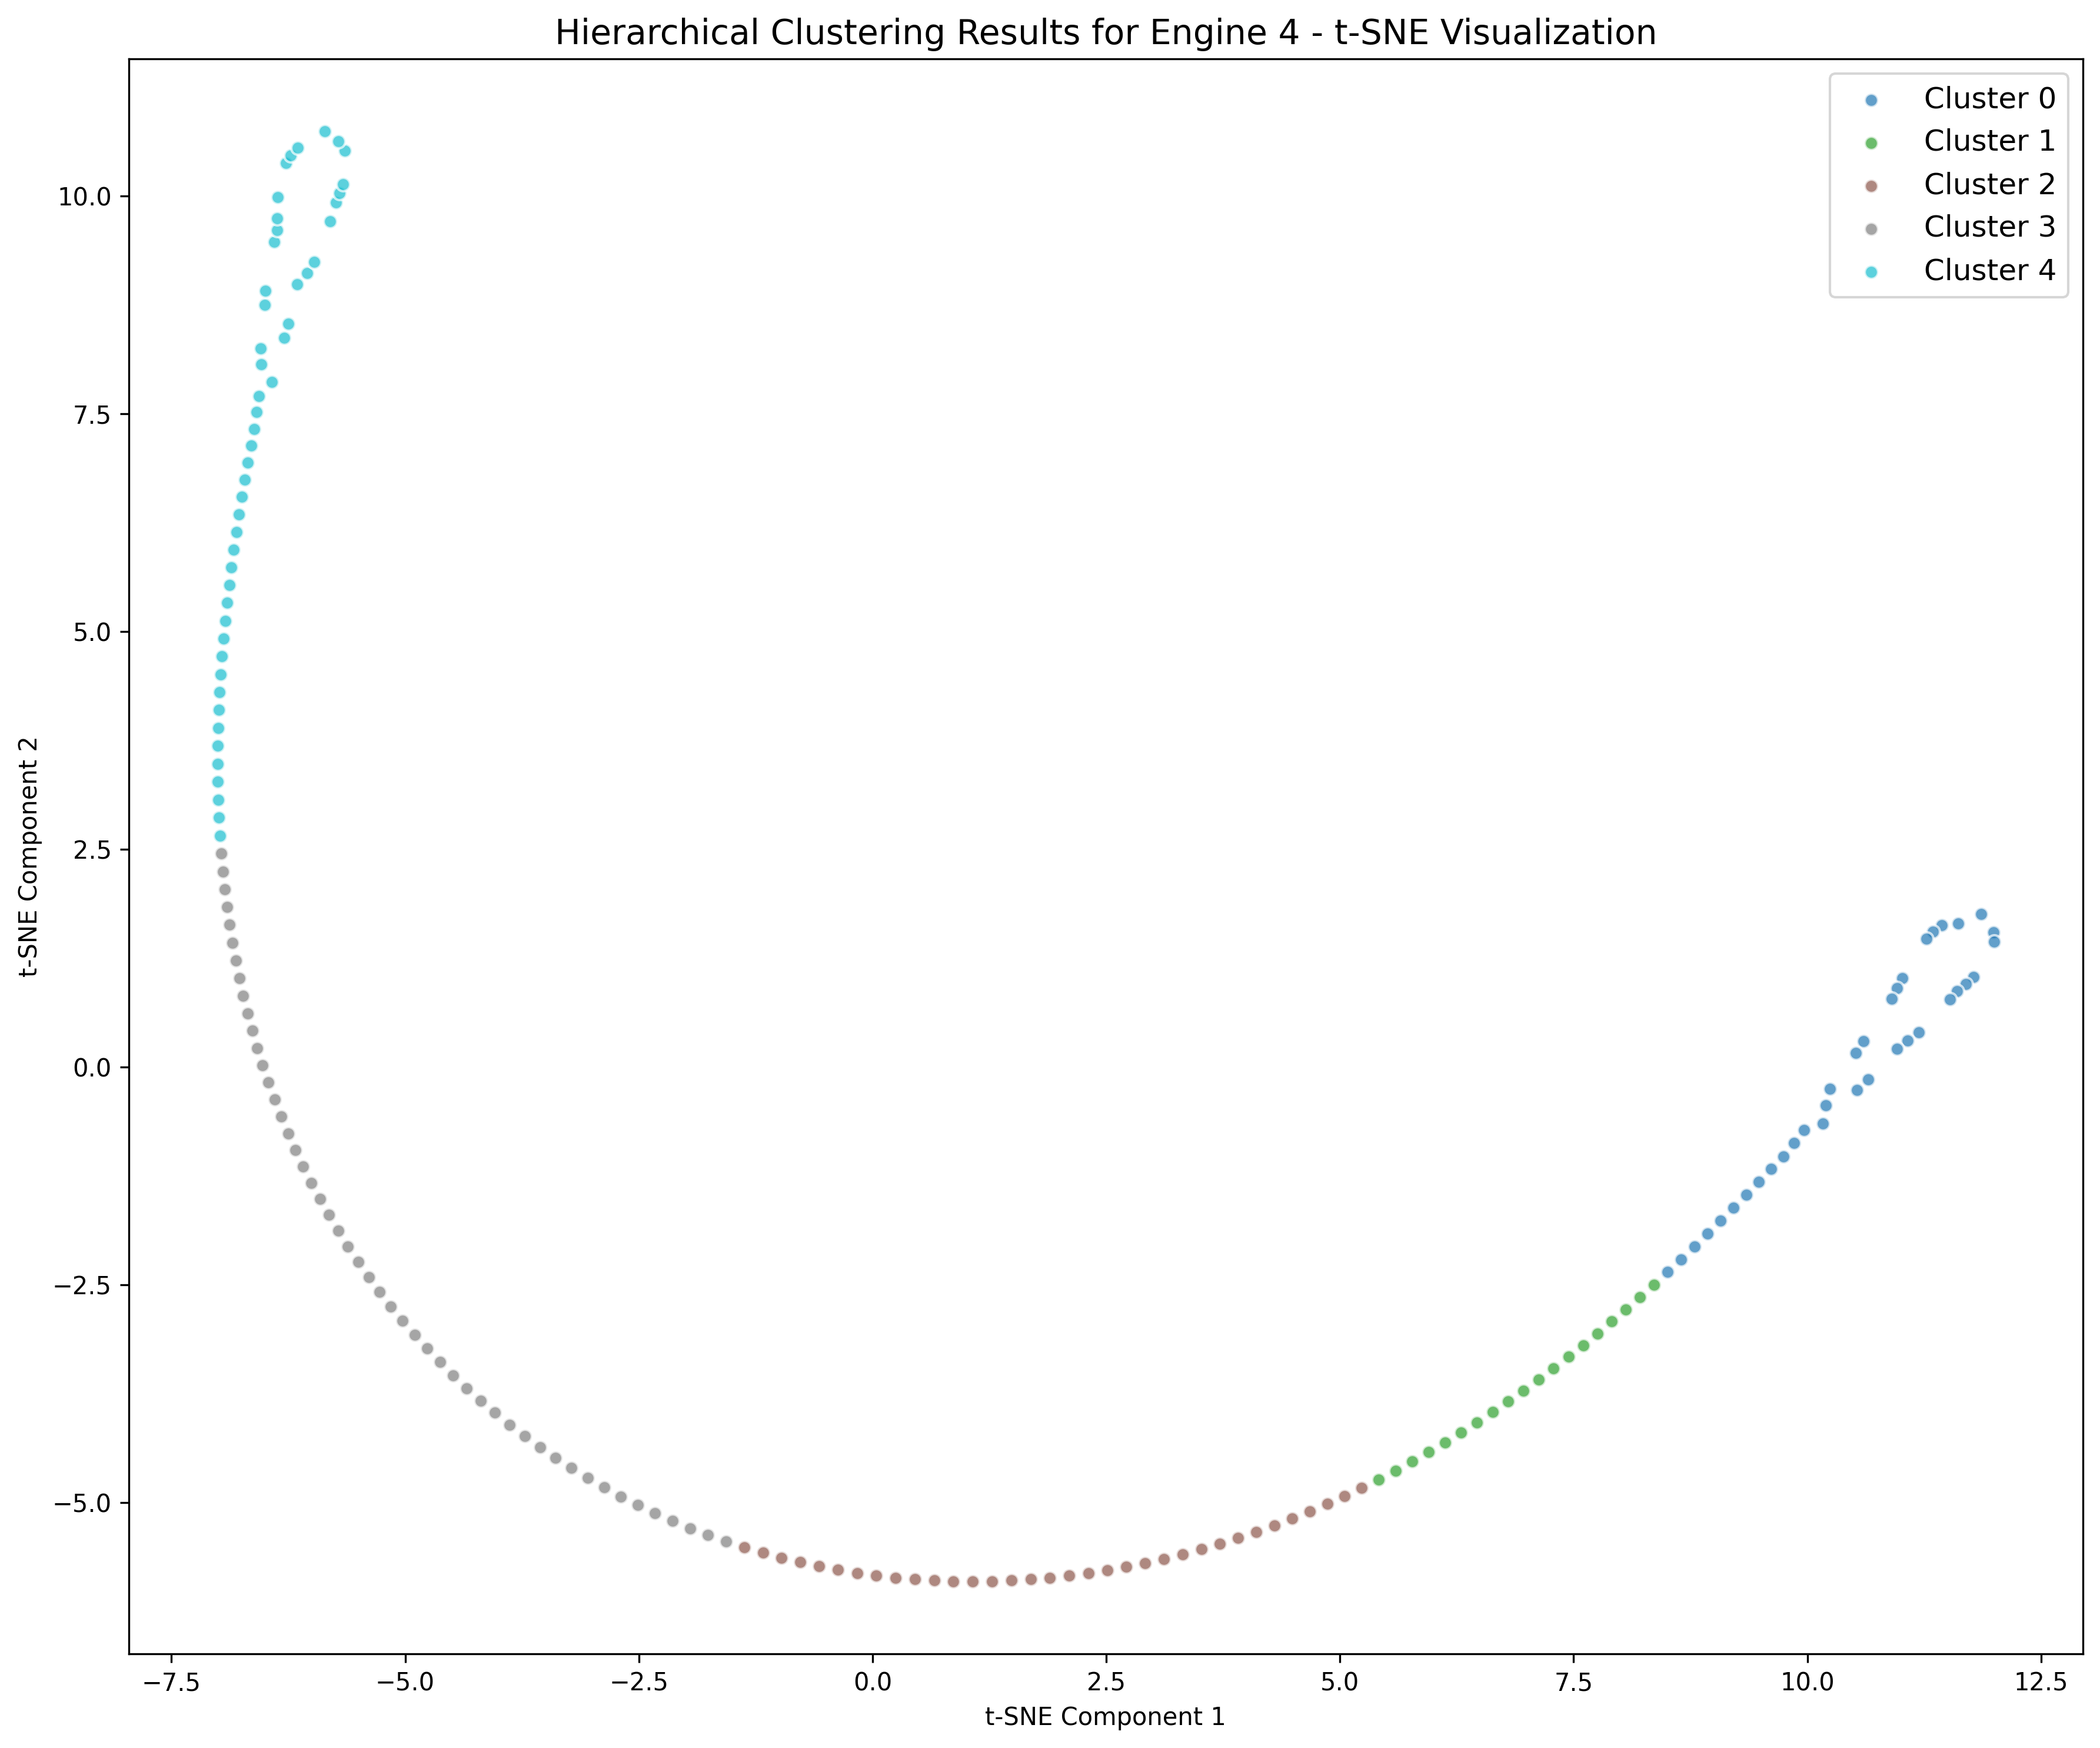 Hierarchical Clustering Results for Engine 4 - t-SNE Visualization
Cluster 0
Cluster 1
Cluster 2
Cluster 3
Cluster 4
10.0
7.5
5.0
2.5
0.0
−2.5
−5.0
t-SNE Component 2
−7.5 −5.0 −2.5 0.0 2.5 5.0 7.5 10.0 12.5
t-SNE Component 1